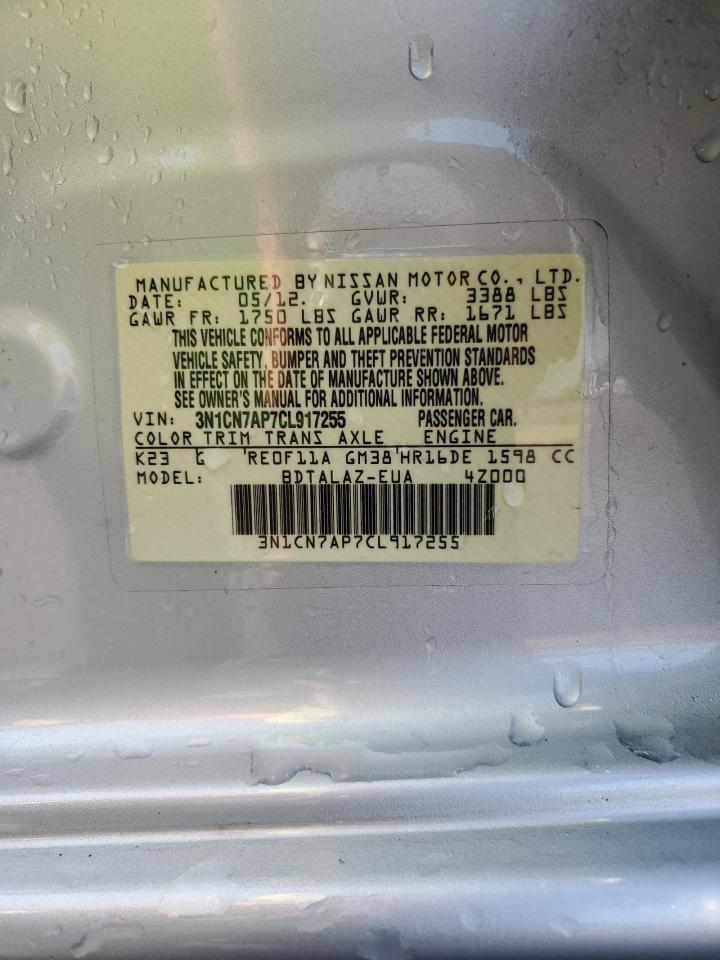 MANUFACTURED BY NISSAN MOTOR CO., LTD.
DATE: 05/12. GVWR: 3388 LBS
GAWR FR: 1750 LBS GAWR RR: 1671 LBS
THIS VEHICLE CONFORMS TO ALL APPLICABLE FEDERAL MOTOR
VEHICLE SAFETY, BUMPER AND THEFT PREVENTION STANDARDS
IN EFFECT ON THE DATE OF MANUFACTURE SHOWN ABOVE.
SEE OWNER'S MANUAL FOR ADDITIONAL INFORMATION.
VIN: 3N1CN7AP7CL917255 PASSENGER CAR.
COLOR TRIM TRANS AXLE ENGINE
K23 G RE0F11A GM38 HR16DE 1598 CC
MODEL: BDTALAZ-EUA 4Z000
3N1CN7AP7CL917255